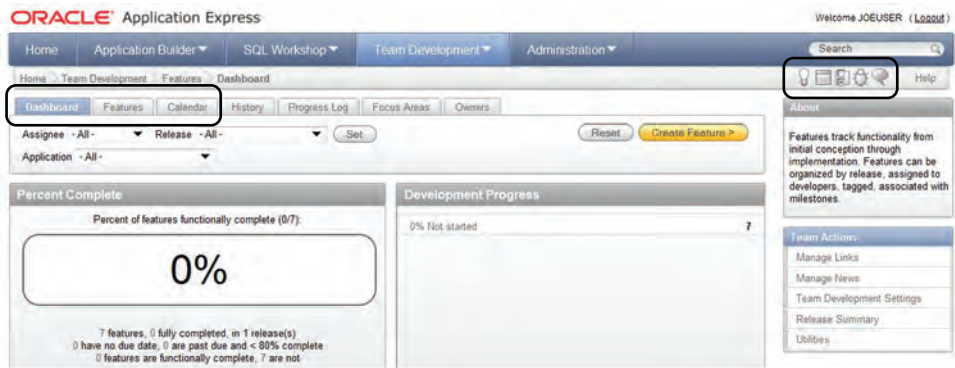 ORACLE Application Express
Welcome JOEUSER (Logout)
Home Application Builder SQL Workshop Team Development Administration Search
Home Team Development Features Dashboard Help
Dashboard Features Calendar History Progress Log Focus Areas Owners
Assignee - All - Release - All - Set Reset Create Feature >
Application - All -
About
Features track functionality from
initial conception through
implementation. Features can be
organized by release, assigned to
developers, tagged, associated with
milestones.
Percent Complete
Percent of features functionally complete (0/7):
0%
7 features, 0 fully completed, in 1 release(s)
0 have no due date, 0 are past due and < 80% complete
0 features are functionally complete, 7 are not
Development Progress
0% Not started 7
Team Actions
Manage Links
Manage News
Team Development Settings
Release Summary
Utilities